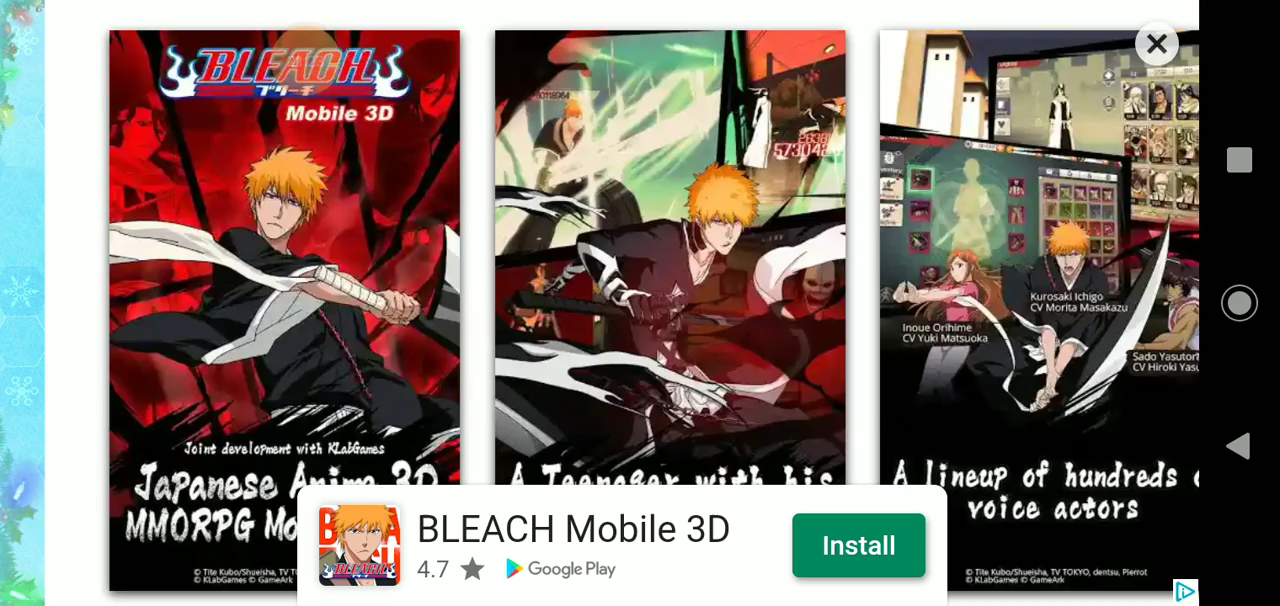 BLEACH
ブリーチ
Mobile 3D
Joint development with KLabGames
Japanese Anime 3D
MMORPG Mo
© Tite Kubo/Shueisha, TV T
© KLabGames © GameArk
A Teenager with his
Inoue Orihime
CV Yuki Matsuoka
Kurosaki Ichigo
CV Morita Masakazu
Sado Yasutor
CV Hiroki Yasu
A lineup of hundreds
voice actors
© Tite Kubo/Shueisha, TV TOKYO, dentsu, Pierrot
© KLabGames © GameArk
BLEACH Mobile 3D
4.7
Google Play
Install